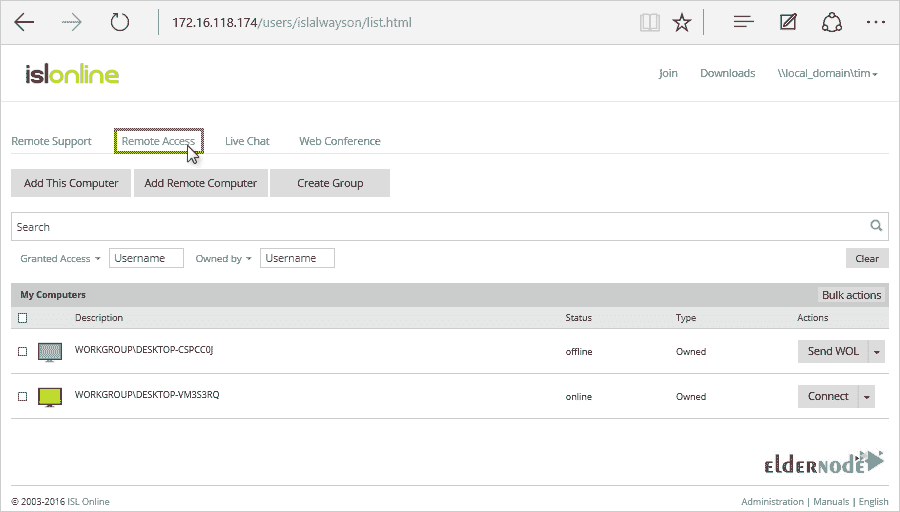 172.16.118.174/users/islalwayson/list.html
islonline
Join Downloads \\local_domain\tim
Remote Support Remote Access Live Chat Web Conference
Add This Computer Add Remote Computer Create Group
Search
Granted Access Username Owned by Username Clear
My Computers Bulk actions
Description Status Type Actions
WORKGROUP\DESKTOP-CSPCC0J offline Owned Send WOL
WORKGROUP\DESKTOP-VM3S3RQ online Owned Connect
ELDERNODE
© 2003-2016 ISL Online Administration | Manuals | English